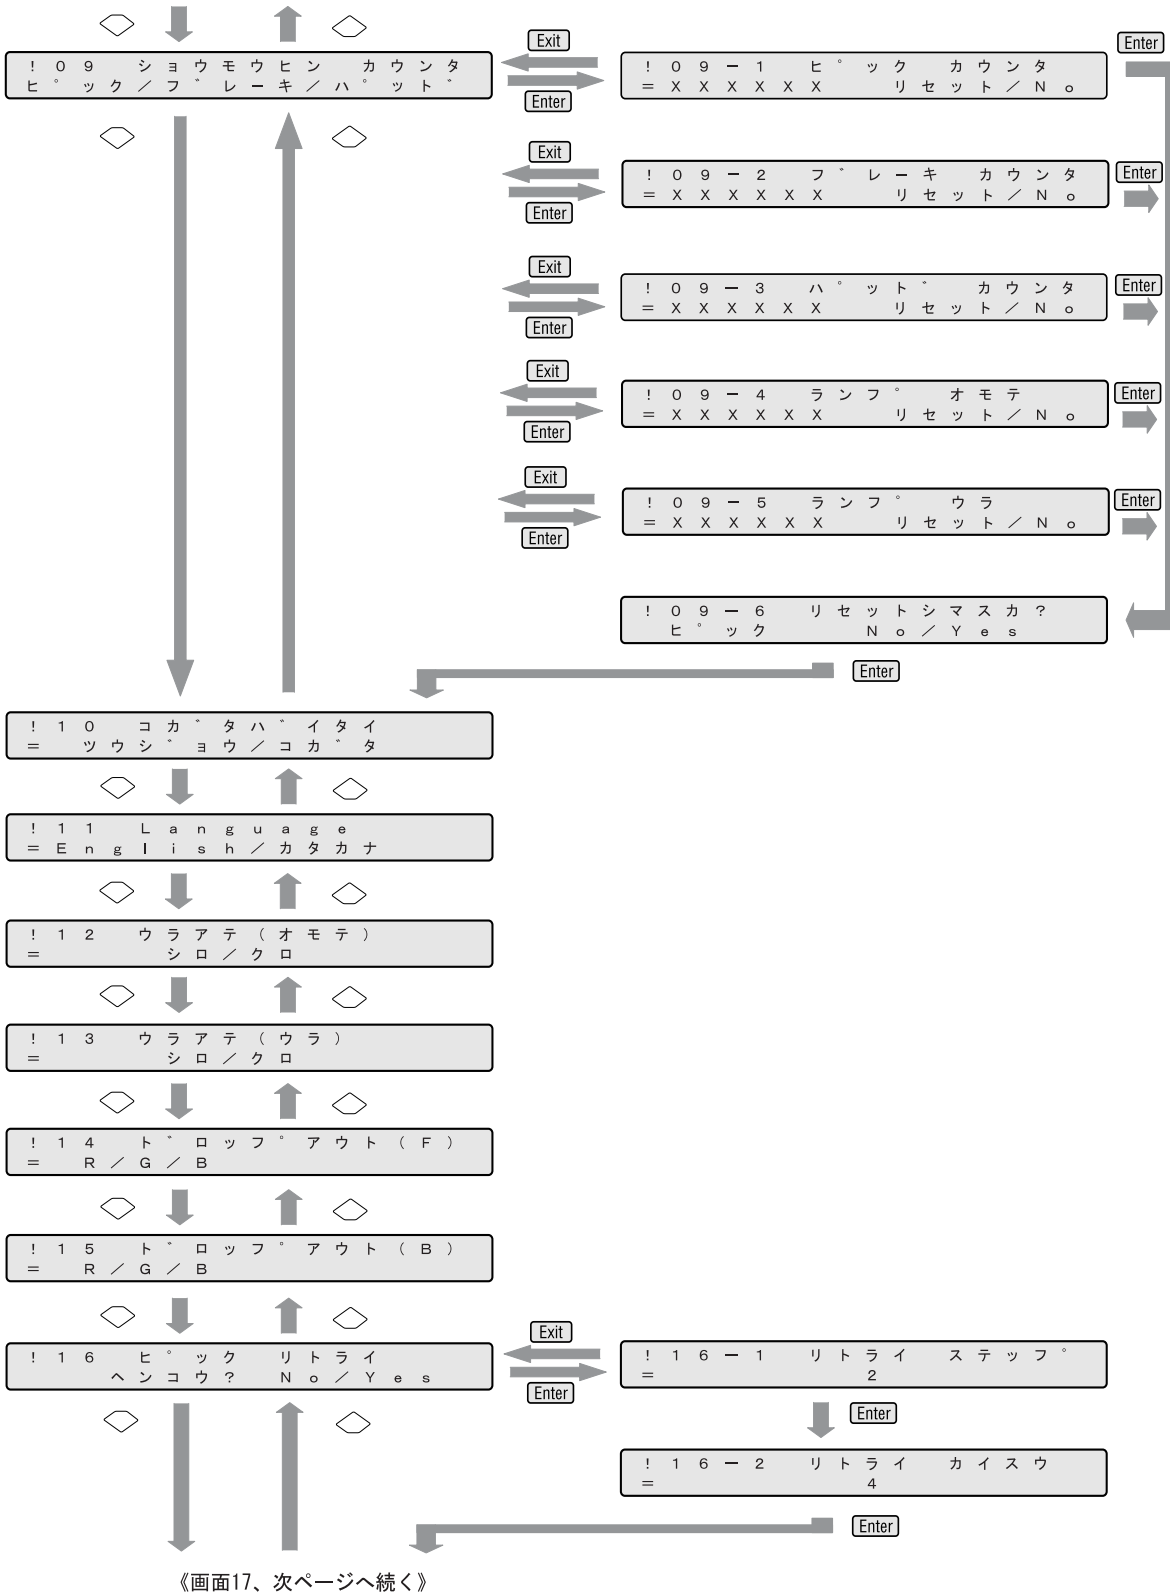 Exit
Enter
!09 ショウモウヒン カウンタ
ヒ゜ック/フ゛レーキ/ハ゜ット゛
Enter
!09-1 ヒ゜ック カウンタ
=XXXXXX リセット/No
Exit
Enter
!09-2 フ゛レーキ カウンタ
=XXXXXX リセット/No
Enter
Exit
Enter
!09-3 ハ゜ット゛ カウンタ
=XXXXXX リセット/No
Enter
Exit
Enter
!09-4 ランフ゜ オモテ
=XXXXXX リセット/No
Enter
Exit
Enter
!09-5 ランフ゜ ウラ
=XXXXXX リセット/No
Enter
!09-6 リセットシマスカ?
ヒ゜ック No/Yes
Enter
!10 コカ゛タハ゛イタイ
= ツウシ゛ョウ/コカ゛タ
!11 Language
=English/カタカナ
!12 ウラアテ(オモテ)
= シロ/クロ
!13 ウラアテ(ウラ)
= シロ/クロ
!14 ト゛ロッフ゜アウト(F)
= R/G/B
!15 ト゛ロッフ゜アウト(B)
= R/G/B
!16 ヒ゜ック リトライ
ヘンコウ? No/Yes
Exit
Enter
!16-1 リトライ ステッフ゜
= 2
Enter
!16-2 リトライ カイスウ
= 4
Enter
《画面17、次ページへ続く》